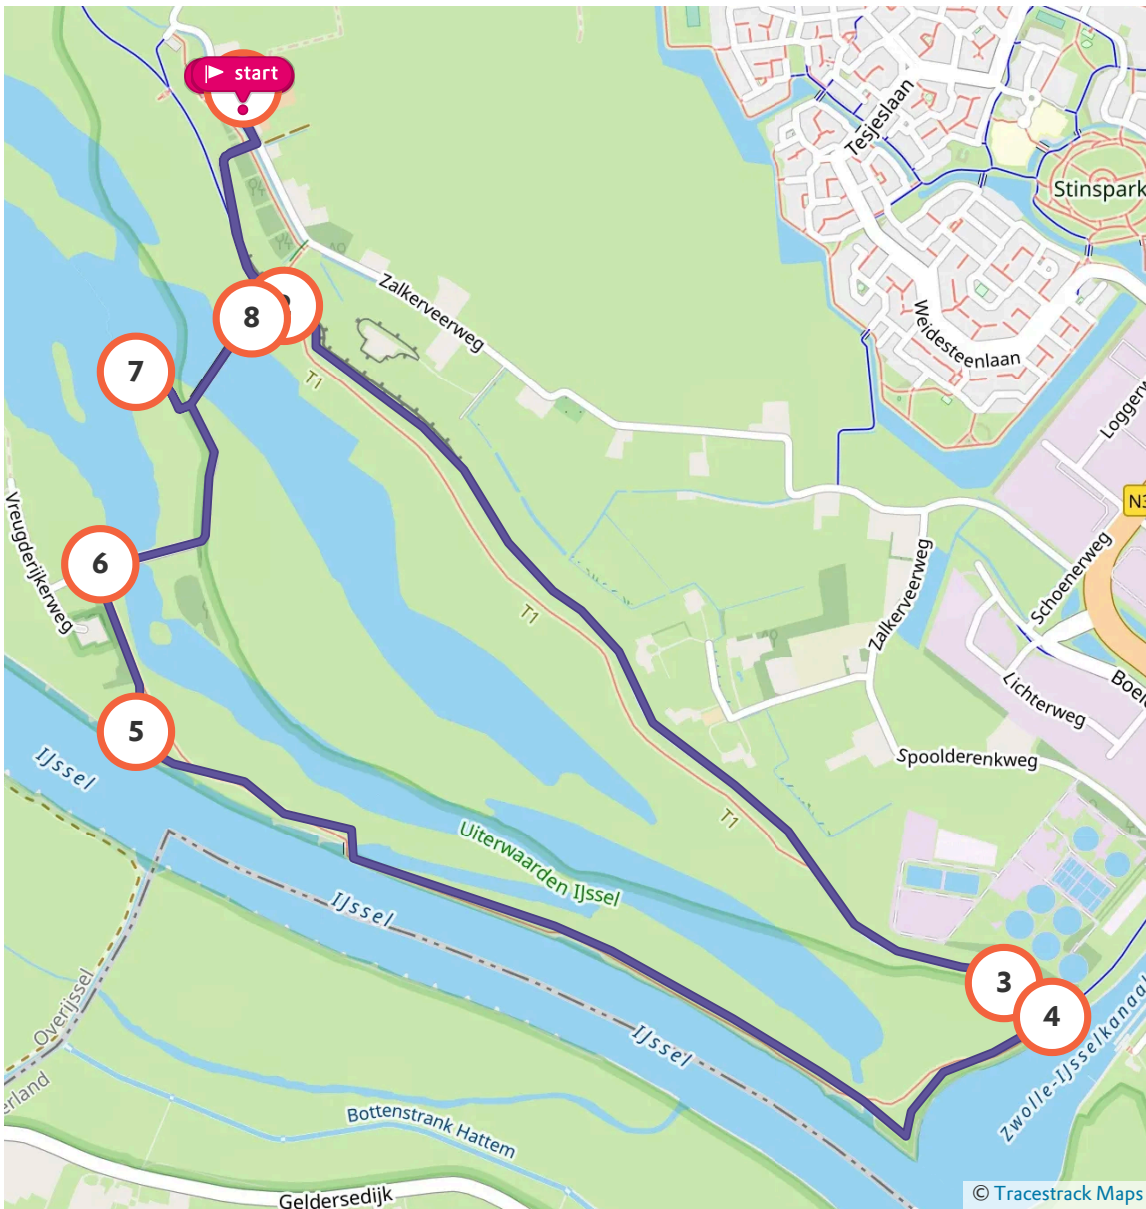 start
Tesjeslaan
Stinspark
Zalkerveerweg
Weidesteenlaan
8
7
T1
Loggerw
N3
Vreugderijkerweg
6
Zalkerveerweg
Schoenerweg
T1
Lichterweg
Boei
5
IJssel
Spoolderenkweg
T1
Uiterwaarden IJssel
IJssel
3
4
Overijssel
IJssel
Zwolle-IJsselkanaal
erland
Bottenstrank Hattem
Geldersedijk
© Tracestrack Maps